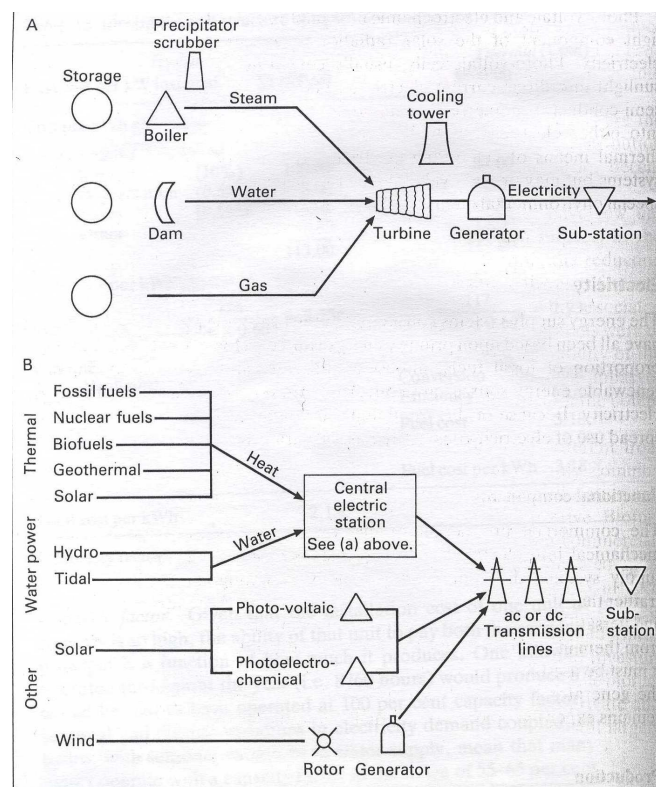 A
Precipitator
scrubber
Storage
Steam
Boiler
Cooling
tower
Water
Dam
Turbine
Generator
Electricity
Sub-station
Gas
B
Thermal
Fossil fuels
Nuclear fuels
Biofuels
Geothermal
Solar
Heat
Central
electric
station
See (a) above.
Water power
Hydro
Tidal
Water
ac or dc
Transmission
lines
Sub-
station
Other
Solar
Photo-voltaic
Photoelectro-
chemical
Wind
Rotor
Generator